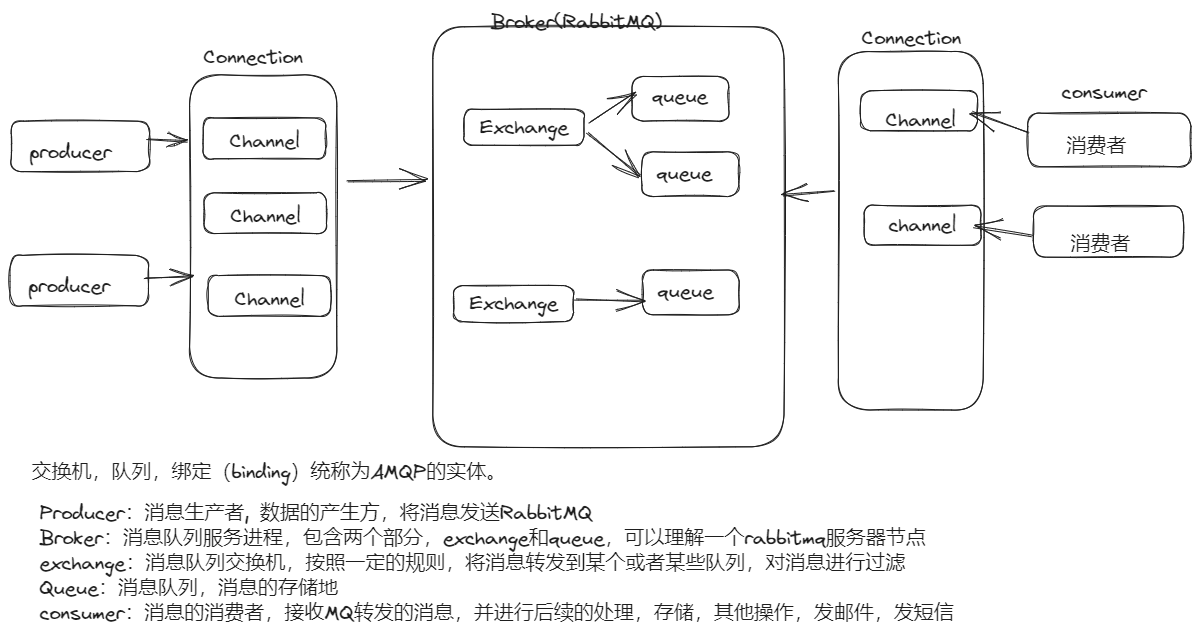 Broker(RabbitMQ)
Connection
Connection
producer
Channel
Channel
Channel
producer
Exchange
queue
queue
Exchange
queue
Channel
channel
consumer
消费者
消费者
交换机，队列，绑定（binding）统称为AMQP的实体。
Producer：消息生产者，数据的产生方，将消息发送RabbitMQ
Broker：消息队列服务进程，包含两个部分，exchange和queue，可以理解一个rabbitmq服务器节点
exchange：消息队列交换机，按照一定的规则，将消息转发到某个或者某些队列，对消息进行过滤
Queue：消息队列，消息的存储地
consumer：消息的消费者，接收MQ转发的消息，并进行后续的处理，存储，其他操作，发邮件，发短信